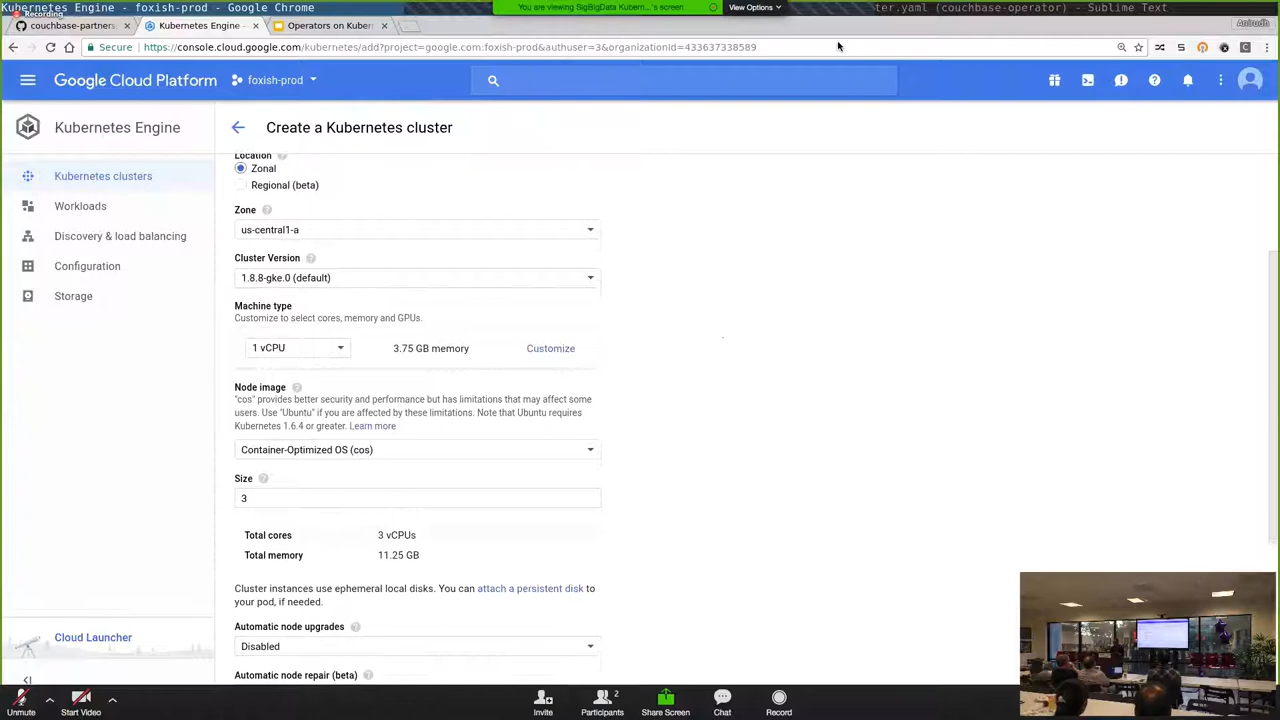 Kubernetes Engine - foxish-prod - Google Chrome
Recording
You are viewing SigBigData Kubern...'s screen
View Options
ter.yaml (couchbase-operator) - Sublime Text
couchbase-partners
Kubernetes Engine -
Operators on Kubern
Anirudh
Secure
https://console.cloud.google.com/kubernetes/add?project=google.com:foxish-prod&authuser=3&organizationId=433637338589
Google Cloud Platform
foxish-prod
Kubernetes Engine
Create a Kubernetes cluster
Kubernetes clusters
Workloads
Discovery & load balancing
Configuration
Storage
Location
Zonal
Regional (beta)
Zone
us-central1-a
Cluster Version
1.8.8-gke.0 (default)
Machine type
Customize to select cores, memory and GPUs.
1 vCPU
3.75 GB memory
Customize
Node image
"cos" provides better security and performance but has limitations that may affect some
users. Use "Ubuntu" if you are affected by these limitations. Note that Ubuntu requires
Kubernetes 1.6.4 or greater. Learn more
Container-Optimized OS (cos)
Size
3
Total cores
3 vCPUs
Total memory
11.25 GB
Cluster instances use ephemeral local disks. You can attach a persistent disk to
your pod, if needed.
Automatic node upgrades
Disabled
Automatic node repair (beta)
Cloud Launcher
Unmute
Start Video
Invite
2
Participants
Share Screen
Chat
Record